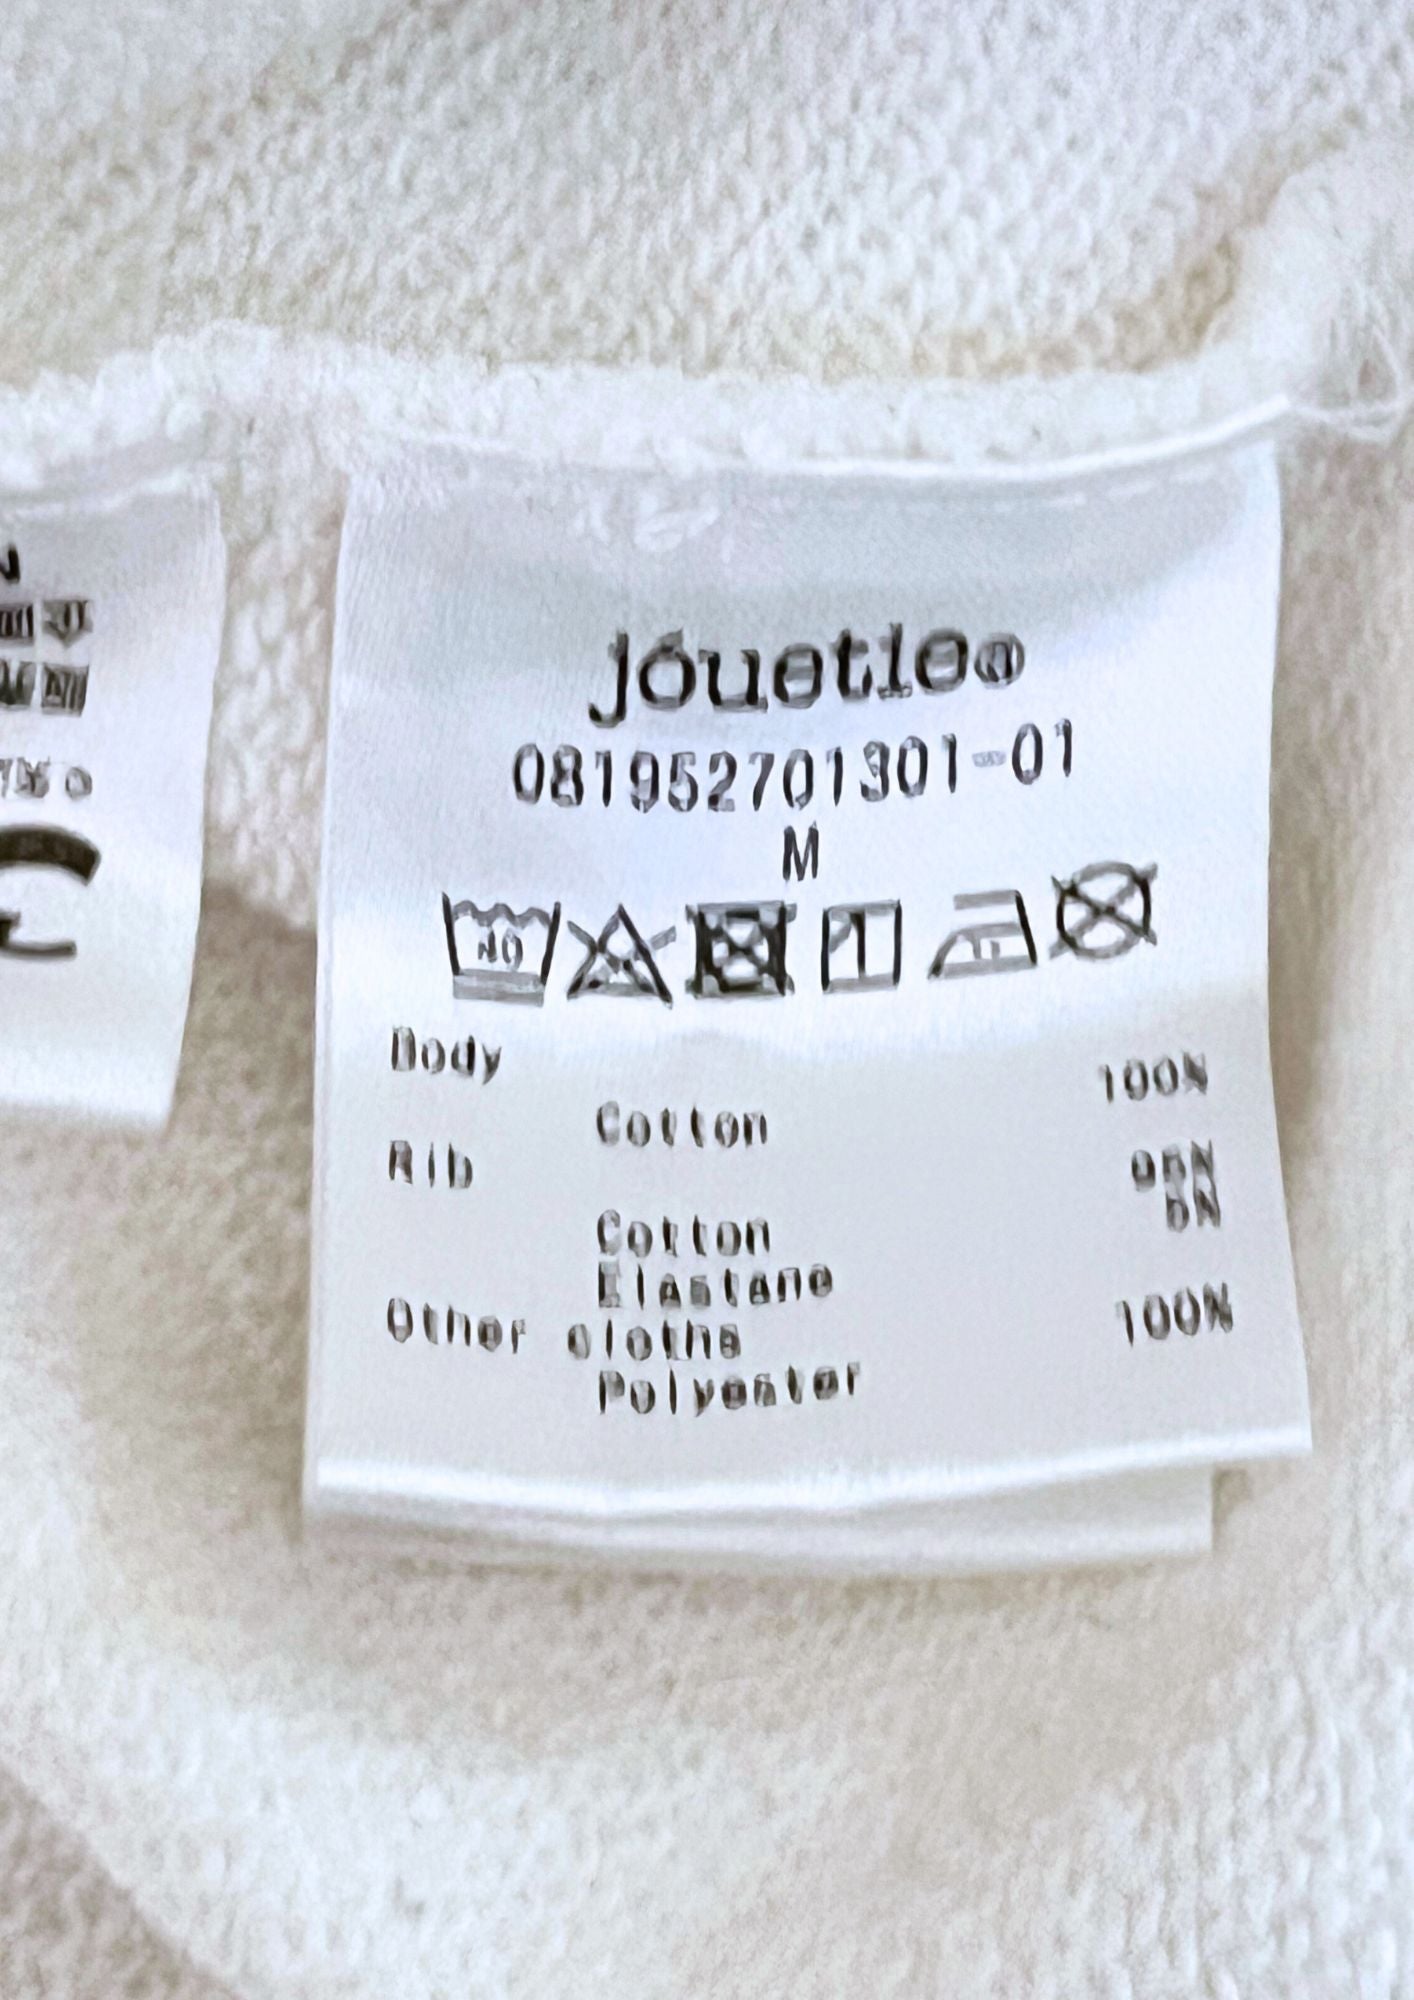 jouetie
081952701301-01
M
Body
100%
Cotton
Rib
95%
5%
Cotton
Elastane
Other cloths
100%
Polyester